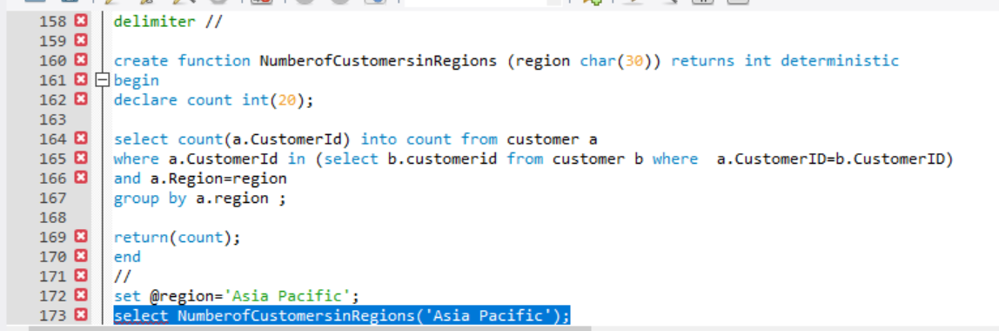 158 delimiter //
159
160 create function NumberofCustomersinRegions (region char(30)) returns int deterministic
161 begin
162 declare count int(20);
163
164 select count(a.CustomerId) into count from customer a
165 where a.CustomerId in (select b.customerid from customer b where  a.CustomerID=b.CustomerID)
166 and a.Region=region
167 group by a.region ;
168
169 return(count);
170 end
171 //
172 set @region='Asia Pacific';
173 select NumberofCustomersinRegions('Asia Pacific');